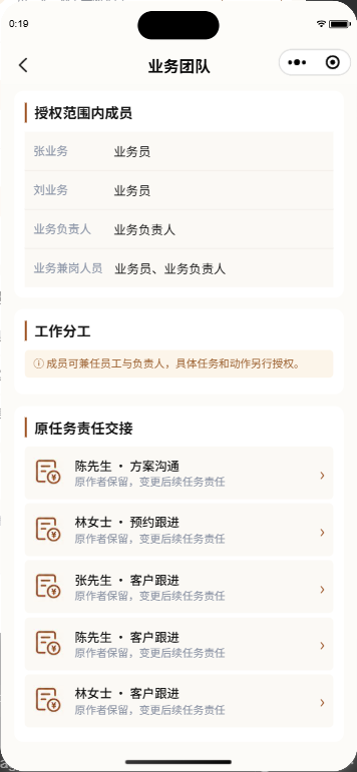 0:19
业务团队
授权范围内成员
张业务 业务员
刘业务 业务员
业务负责人 业务负责人
业务兼岗人员 业务员、业务负责人
工作分工
成员可兼任员工与负责人，具体任务和动作另行授权。
原任务责任交接
陈先生 · 方案沟通
原作者保留，变更后续任务责任
林女士 · 预约跟进
原作者保留，变更后续任务责任
张先生 · 客户跟进
原作者保留，变更后续任务责任
陈先生 · 客户跟进
原作者保留，变更后续任务责任
林女士 · 客户跟进
原作者保留，变更后续任务责任